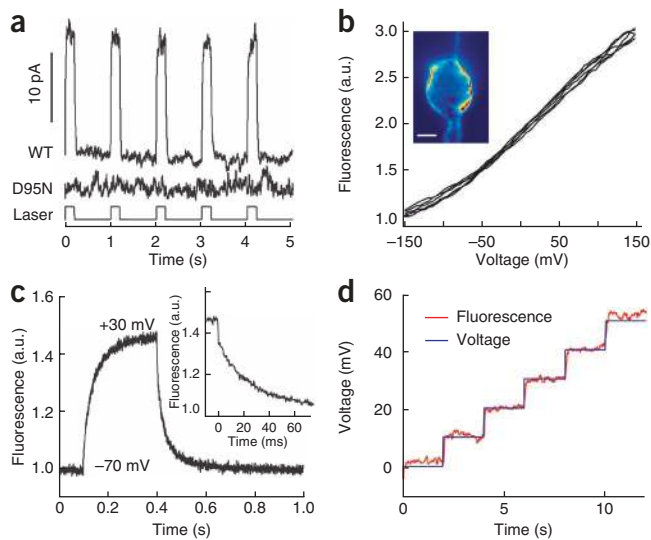 a
10 pA
WT
D95N
Laser
0 1 2 3 4 5
Time (s)
b
Fluorescence (a.u.)
3.0
2.5
2.0
1.5
1.0
–150 –50 50 150
Voltage (mV)
c
Fluorescence (a.u.)
1.6
1.4
1.2
1.0
+30 mV
–70 mV
0 0.2 0.4 0.6 0.8 1.0
Time (s)
Fluorescence (a.u.)
1.6
1.4
1.2
1.0
0 20 40 60
Time (ms)
d
Fluorescence
Voltage
Voltage (mV)
60
40
20
0
0 5 10
Time (s)